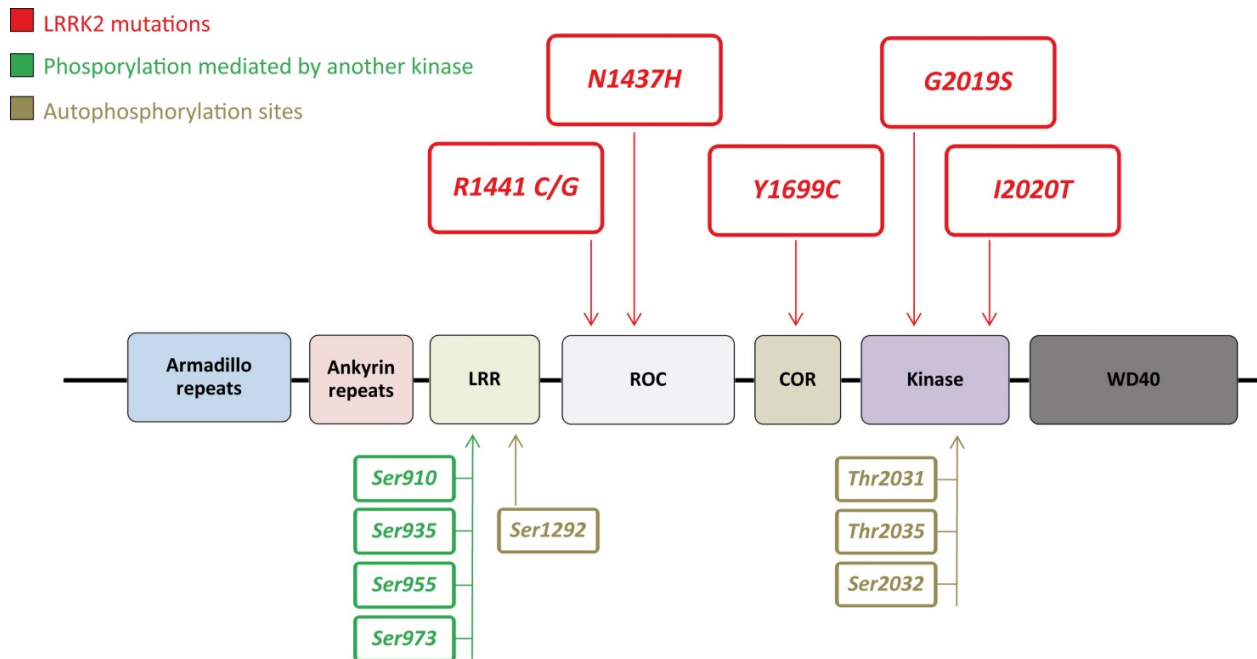 LRRK2 mutations
Phosporylation mediated by another kinase
Autophosphorylation sites
N1437H
G2019S
R1441 C/G
Y1699C
I2020T
Armadillo
repeats
Ankyrin
repeats
LRR
ROC
COR
Kinase
WD40
Ser910
Ser935
Ser955
Ser973
Ser1292
Thr2031
Thr2035
Ser2032